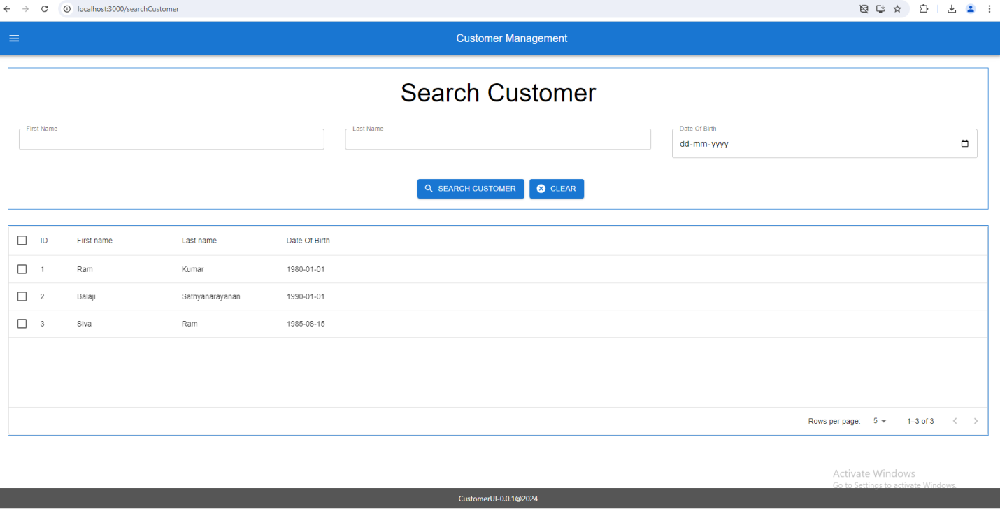 localhost:3000/searchCustomer
Customer Management
Search Customer
First Name
Last Name
Date Of Birth
dd-mm-yyyy
SEARCH CUSTOMER
CLEAR
ID First name Last name Date Of Birth
1 Ram Kumar 1980-01-01
2 Balaji Sathyanarayanan 1990-01-01
3 Siva Ram 1985-08-15
Rows per page: 5 1–3 of 3
Activate Windows
Go to Settings to activate Windows.
CustomerUI-0.0.1@2024